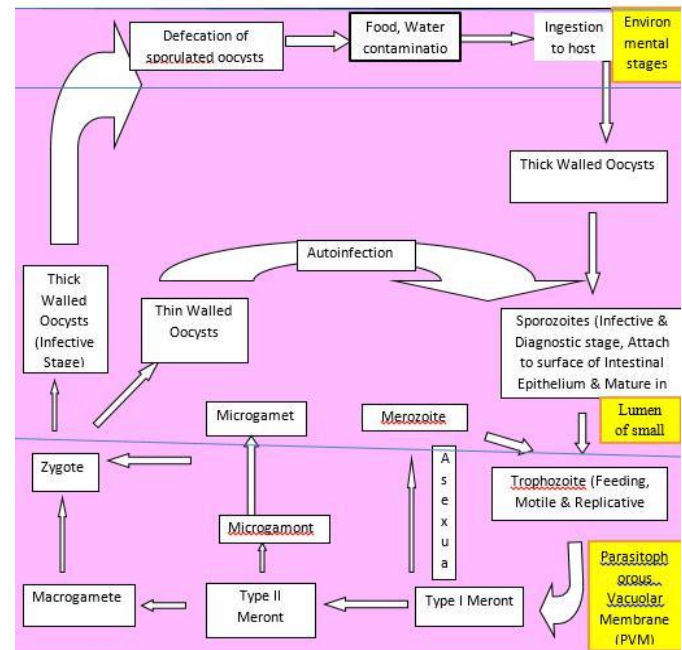 Defecation of
sporulated oocysts
Food, Water
contaminatio
Ingestion
to host
Environ
mental
stages
Thick Walled Oocysts
Autoinfection
Thick
Walled
Oocysts
(Infective
Stage)
Thin Walled
Oocysts
Sporozoites (Infective &
Diagnostic stage, Attach
to surface of Intestinal
Epithelium & Mature in
Lumen
of small
Microgamet
Merozoite
Zygote
A
s
e
x
u
a
Trophozoite (Feeding,
Motile & Replicative
Microgamont
Parasitoph
orous
Vacuolar
Membrane
(PVM)
Macrogamete
Type II
Meront
Type I Meront